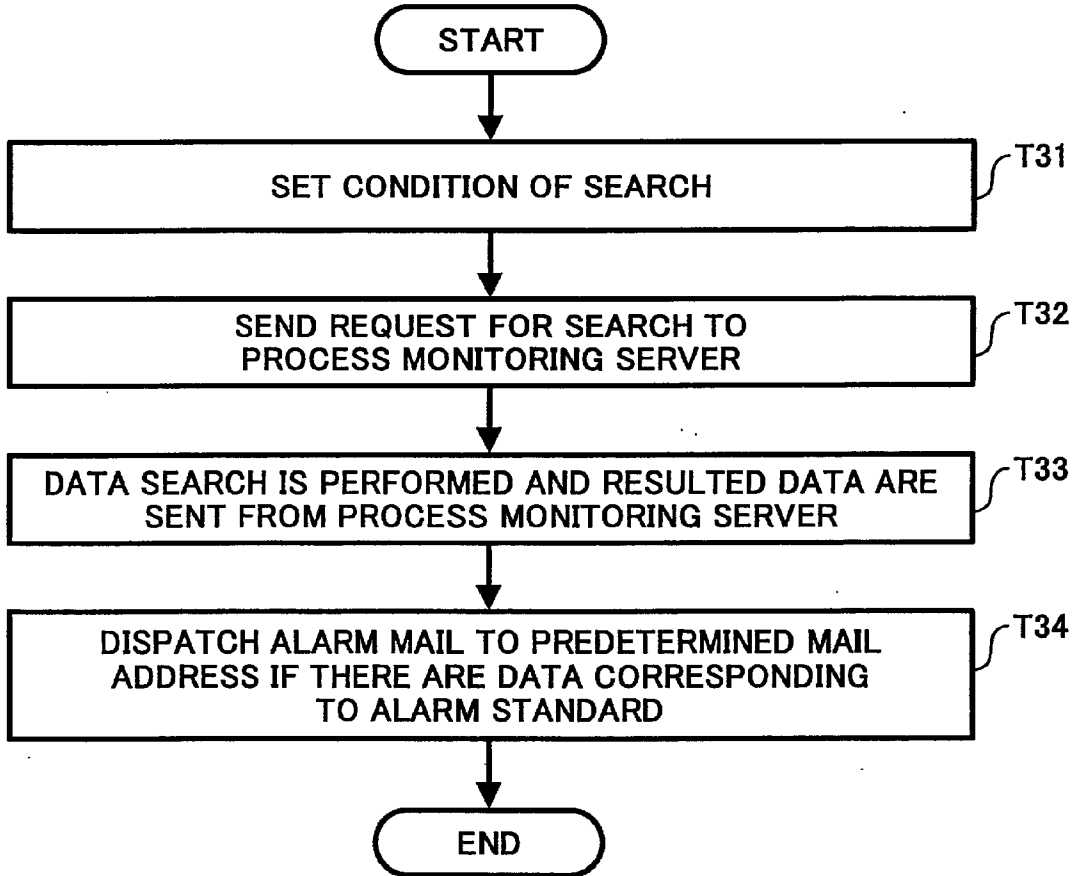 START
SET CONDITION OF SEARCH
T31
SEND REQUEST FOR SEARCH TO
PROCESS MONITORING SERVER
T32
DATA SEARCH IS PERFORMED AND RESULTED DATA ARE
SENT FROM PROCESS MONITORING SERVER
T33
DISPATCH ALARM MAIL TO PREDETERMINED MAIL
ADDRESS IF THERE ARE DATA CORRESPONDING
TO ALARM STANDARD
T34
END